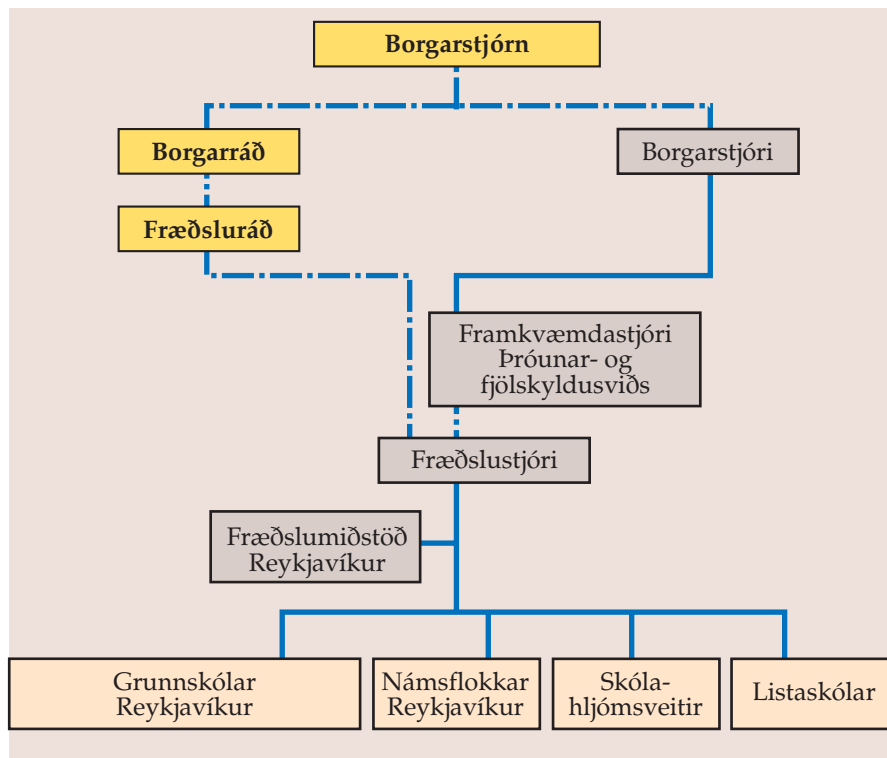 Borgarstjórn
Borgarráð
Borgarstjóri
Fræðsluráð
Framkvæmdastjóri
Þróunar- og
fjölskyldusviðs
Fræðslustjóri
Fræðslumiðstöð
Reykjavíkur
Grunnskólar
Reykjavíkur
Námsflokkar
Reykjavíkur
Skóla-
hljómsveitir
Listaskólar